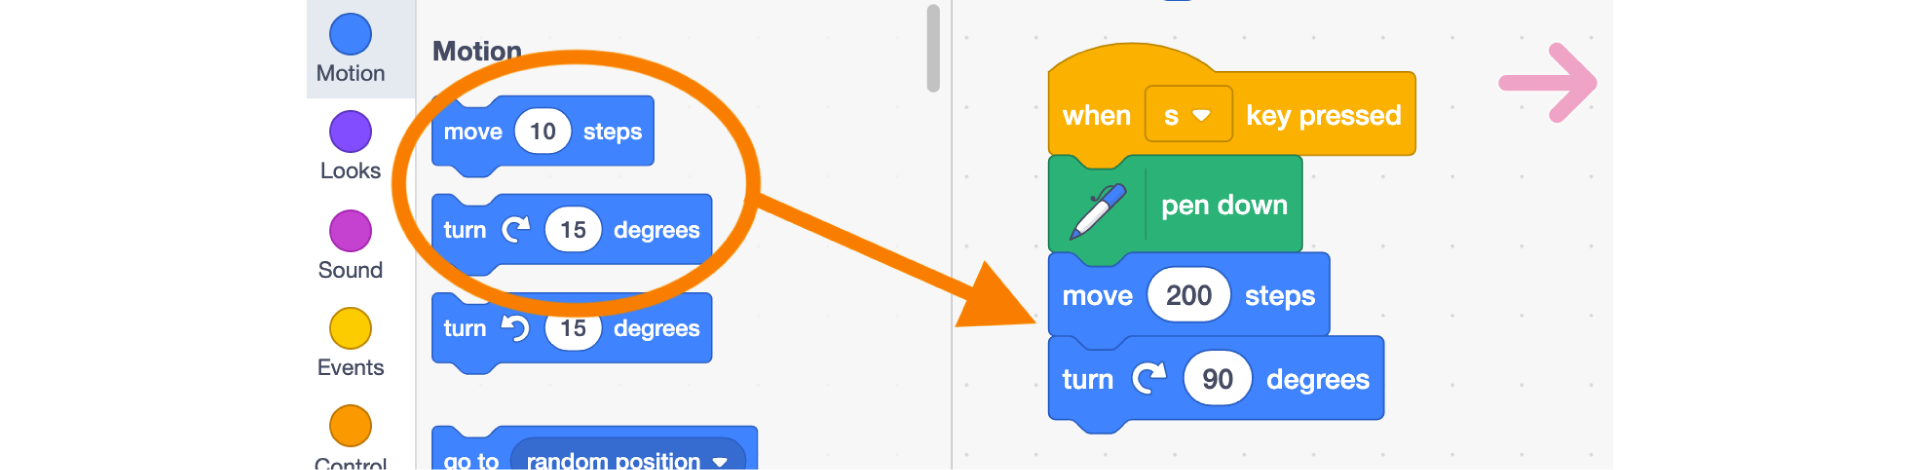 Motion
Looks
Sound
Events
Control
Motion
move 10 steps
turn 15 degrees
turn 15 degrees
go to random position
when s key pressed
pen down
move 200 steps
turn 90 degrees